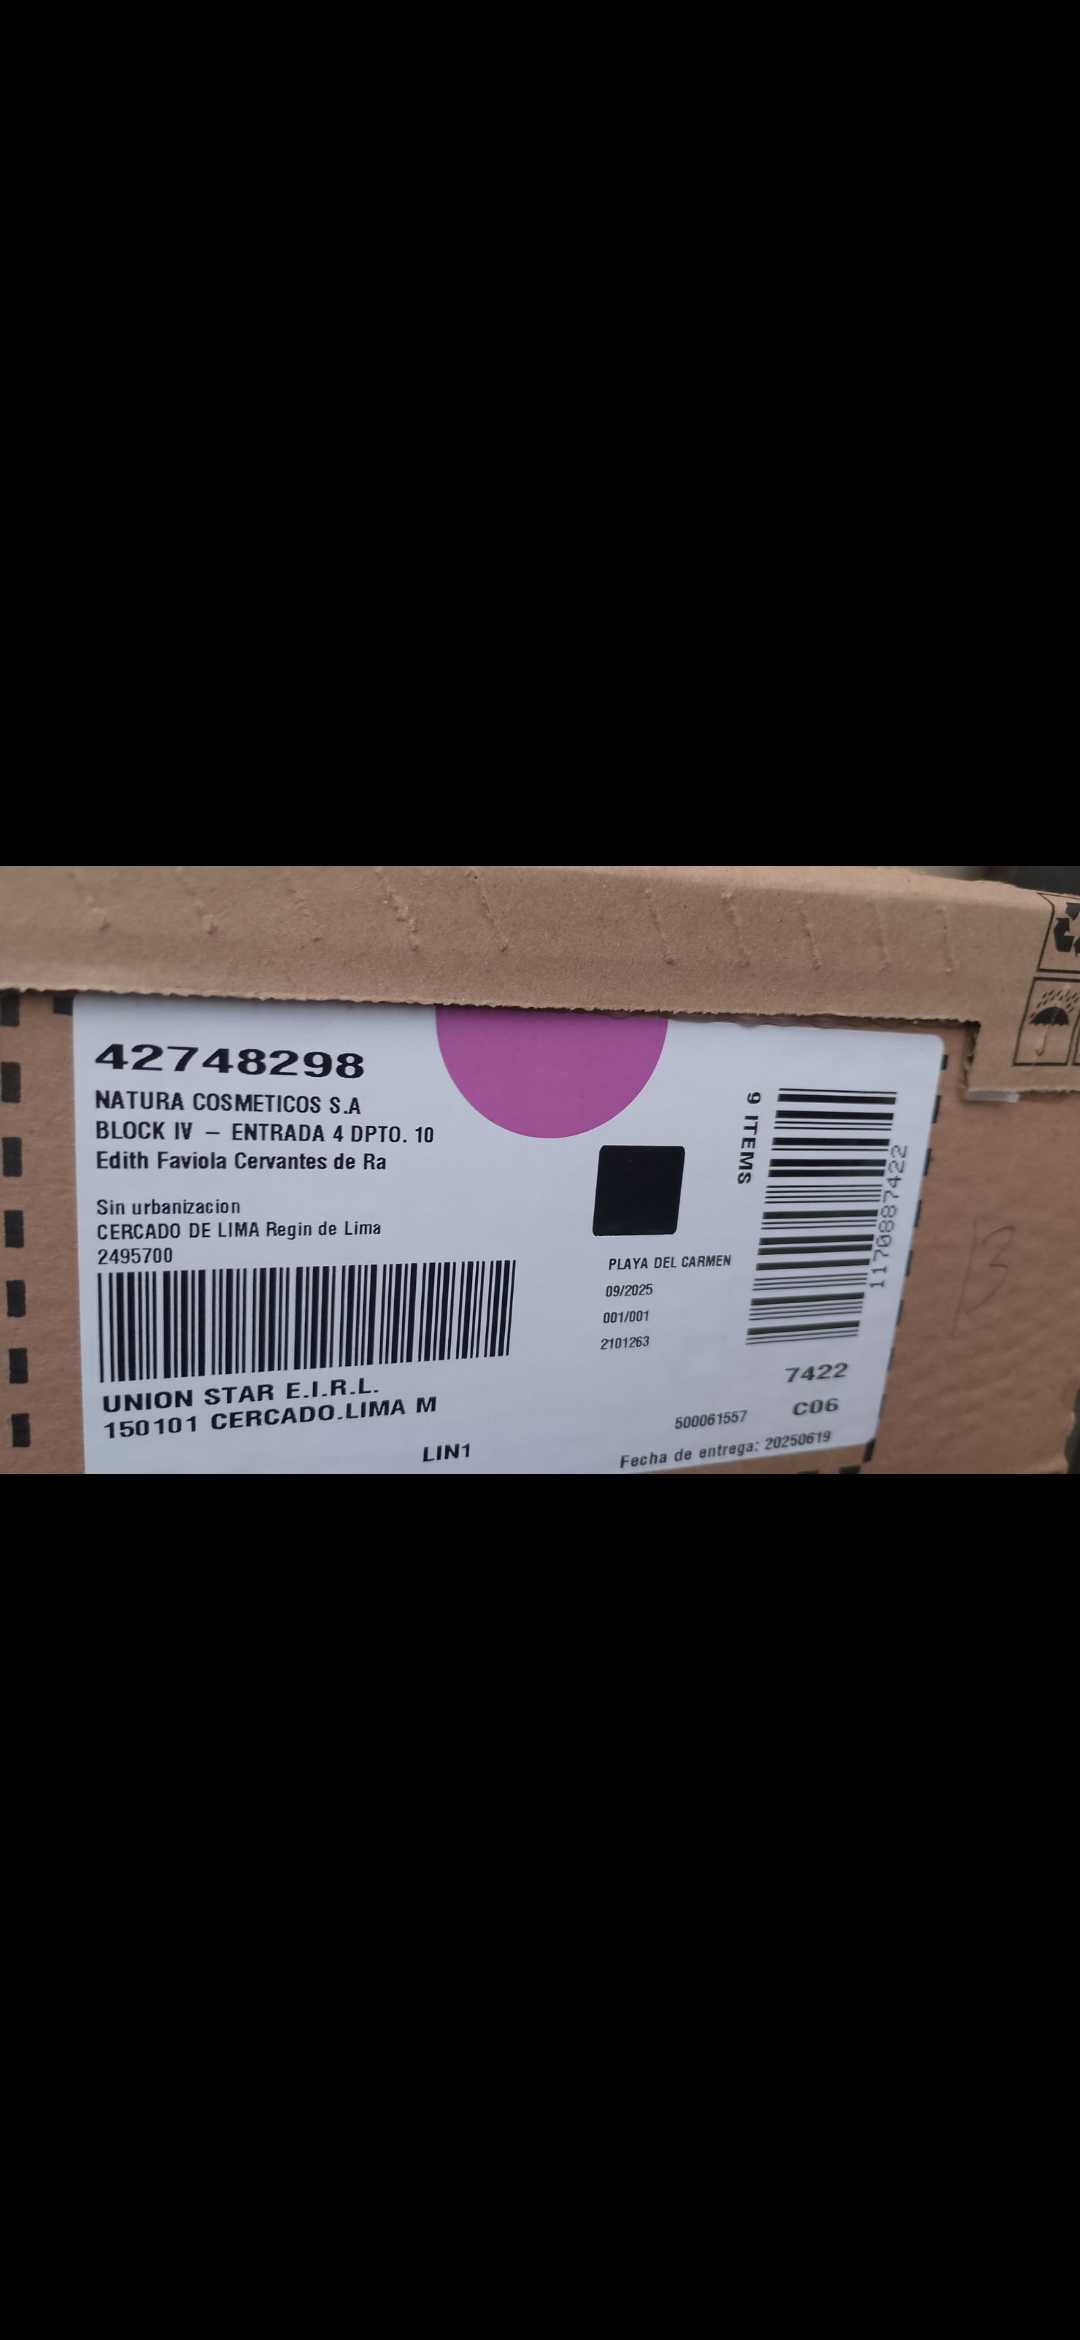 42748298
NATURA COSMETICOS S.A
BLOCK IV – ENTRADA 4 DPTO. 10
Edith Faviola Cervantes de Ra
Sin urbanizacion
CERCADO DE LIMA Regin de Lima
2495700
UNION STAR E.I.R.L.
150101 CERCADO.LIMA M
LIN1
PLAYA DEL CARMEN
09/2025
001/001
2101263
9 ITEMS
1170887422
7422
C06
500061557
Fecha de entrega: 20250619